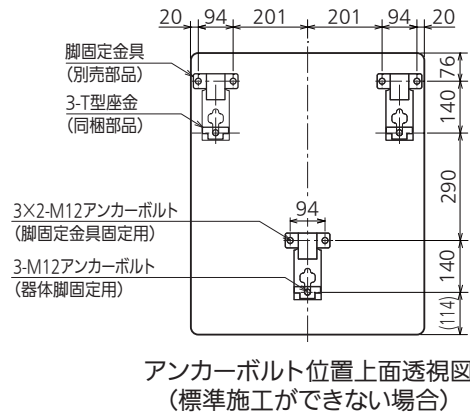 20 94 201 201 94 20
脚固定金具
(別売部品)
3-T型座金
(同梱部品)
76
140
290
3×2-M12アンカーボルト
(脚固定金具固定用)
94
3-M12アンカーボルト
(器体脚固定用)
140
(114)
アンカーボルト位置上面透視図
(標準施工ができない場合)